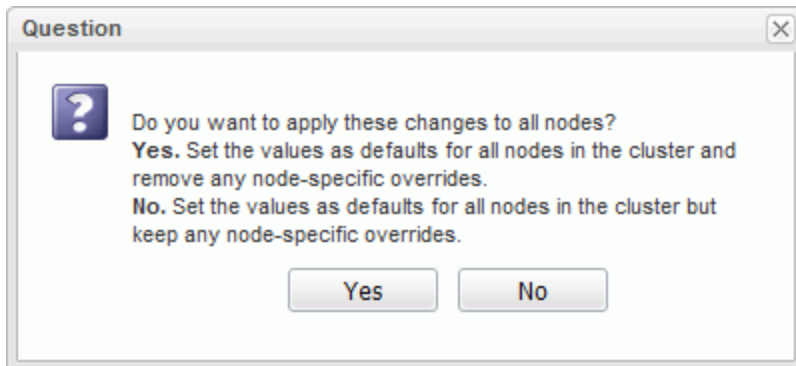 Question
Do you want to apply these changes to all nodes?
Yes. Set the values as defaults for all nodes in the cluster and
remove any node-specific overrides.
No. Set the values as defaults for all nodes in the cluster but
keep any node-specific overrides.
Yes No